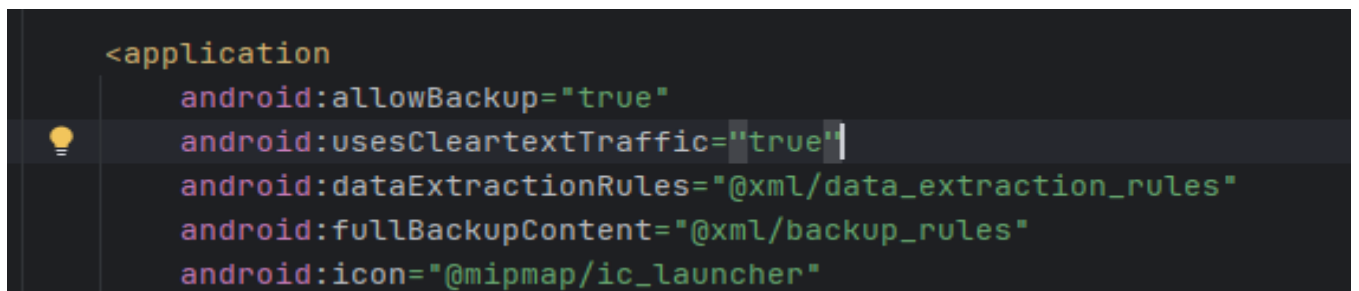 <application
android:allowBackup="true"
android:usesCleartextTraffic="true"
android:dataExtractionRules="@xml/data_extraction_rules"
android:fullBackupContent="@xml/backup_rules"
android:icon="@mipmap/ic_launcher"